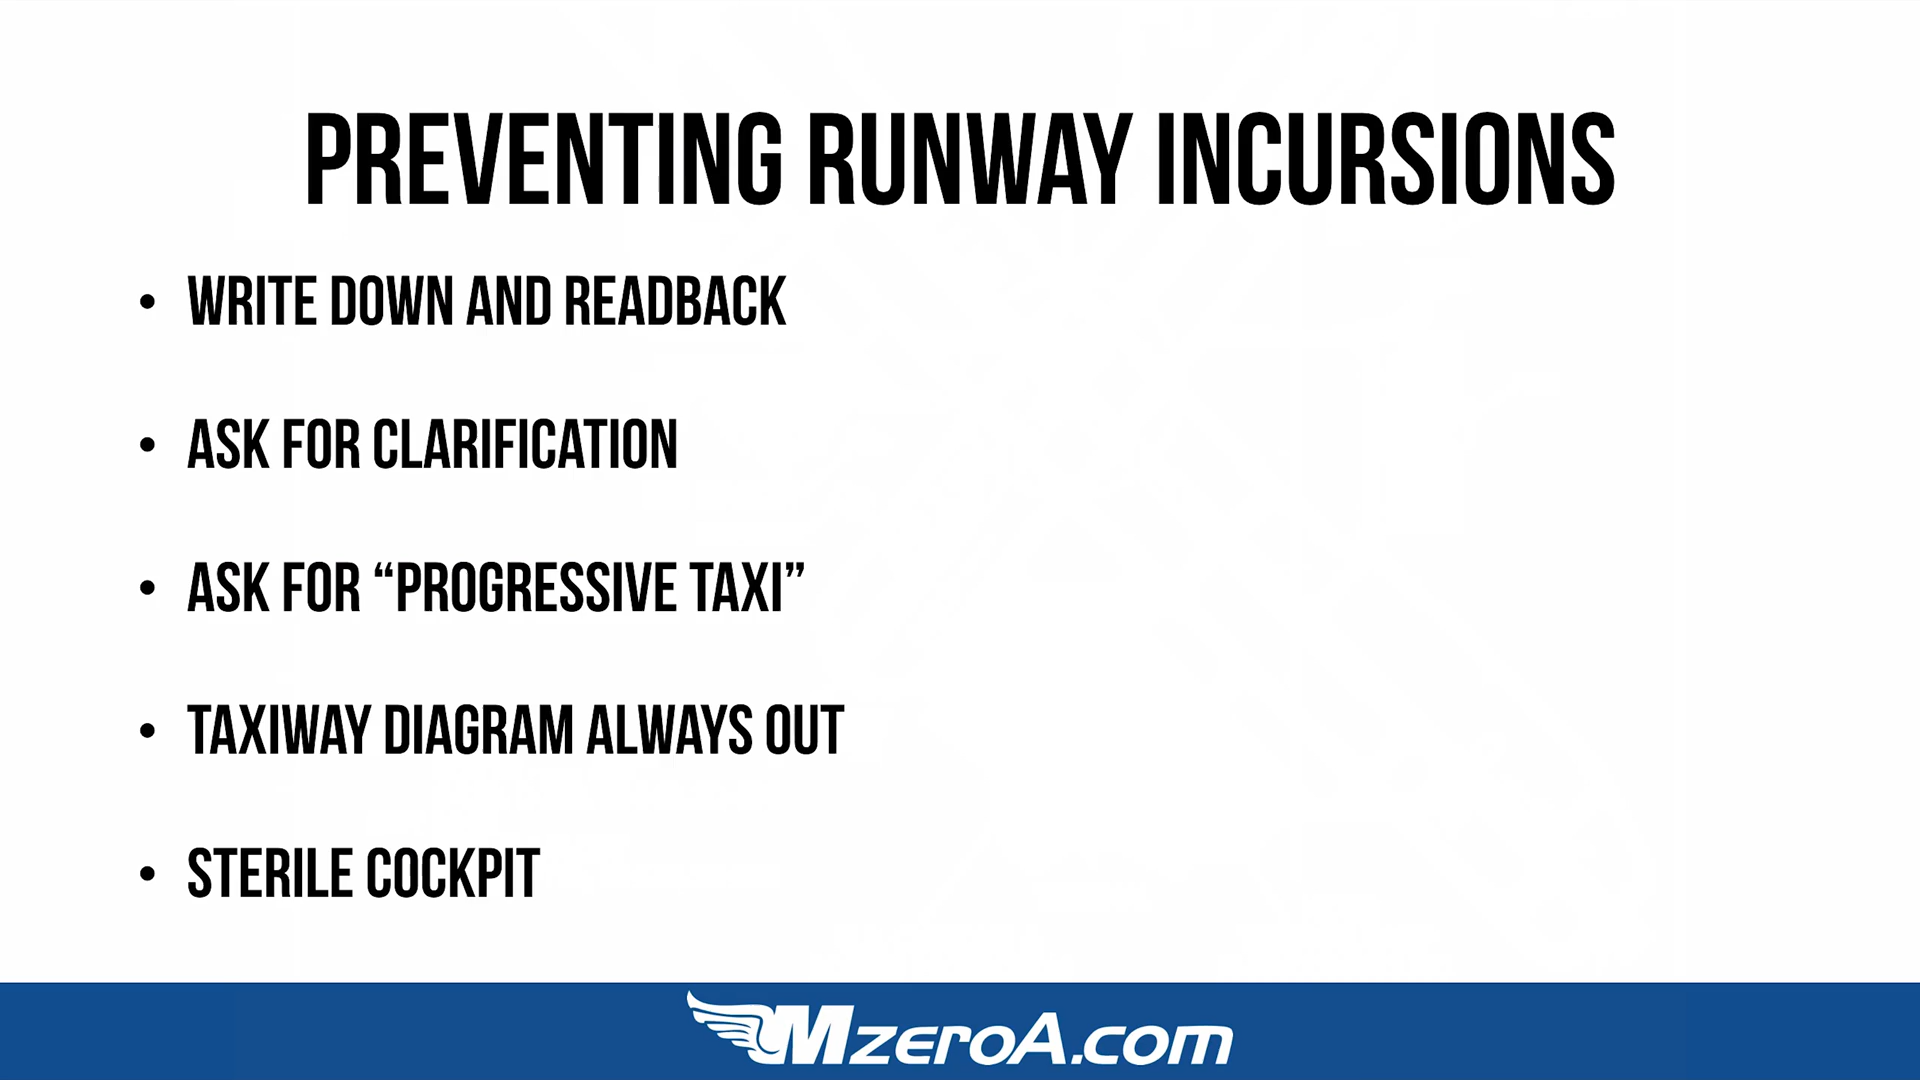 PREVENTING RUNWAY INCURSIONS
• WRITE DOWN AND READBACK
• ASK FOR CLARIFICATION
• ASK FOR “PROGRESSIVE TAXI”
• TAXIWAY DIAGRAM ALWAYS OUT
• STERILE COCKPIT
MzeroA.com